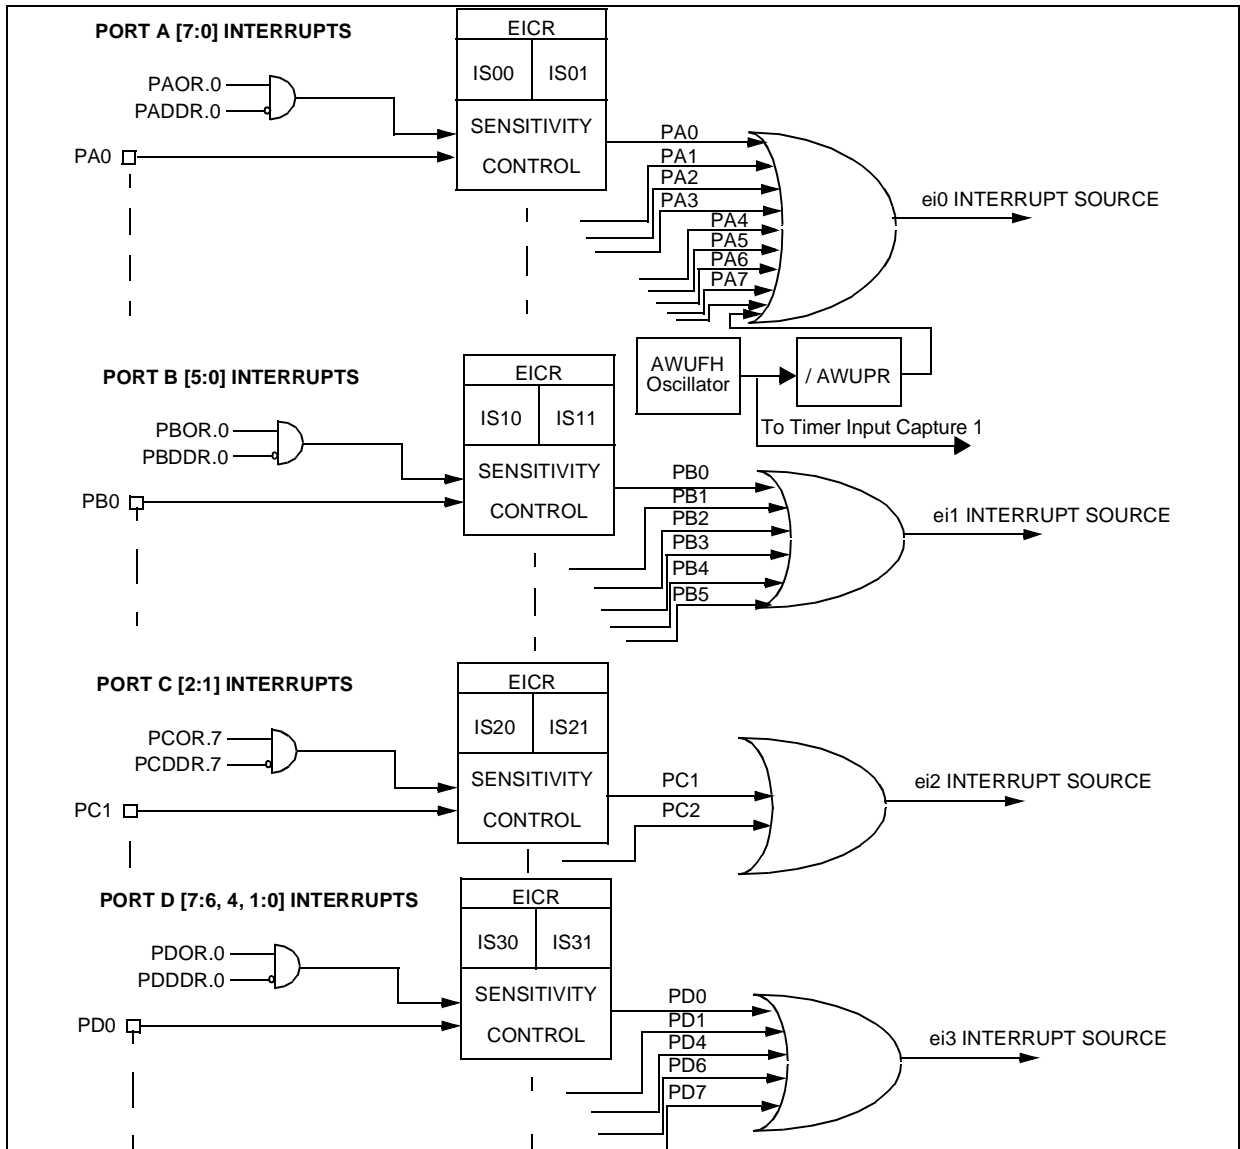 PORT A [7:0] INTERRUPTS
EICR
IS00 IS01
PAOR.0
PADDR.0
SENSITIVITY
CONTROL
PA0
PA0
PA1
PA2
PA3
PA4
PA5
PA6
PA7
ei0 INTERRUPT SOURCE
AWUFH
Oscillator
/ AWUPR
To Timer Input Capture 1
PORT B [5:0] INTERRUPTS
EICR
IS10 IS11
PBOR.0
PBDDR.0
SENSITIVITY
CONTROL
PB0
PB0
PB1
PB2
PB3
PB4
PB5
ei1 INTERRUPT SOURCE
PORT C [2:1] INTERRUPTS
EICR
IS20 IS21
PCOR.7
PCDDR.7
SENSITIVITY
CONTROL
PC1
PC1
PC2
ei2 INTERRUPT SOURCE
PORT D [7:6, 4, 1:0] INTERRUPTS
EICR
IS30 IS31
PDOR.0
PDDDR.0
SENSITIVITY
CONTROL
PD0
PD0
PD1
PD4
PD6
PD7
ei3 INTERRUPT SOURCE